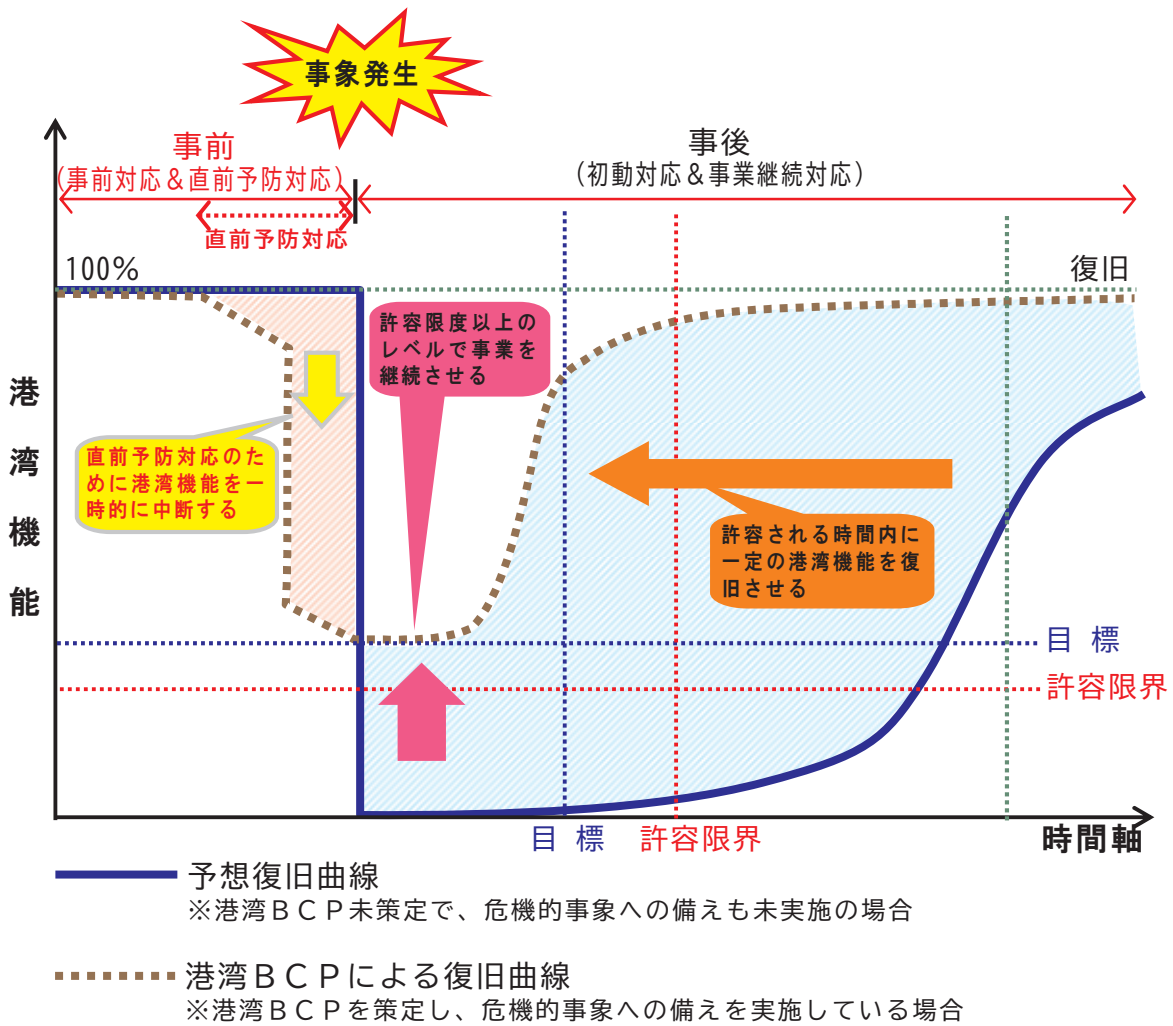 事象発生
事前
(事前対応＆直前予防対応)
事後
(初動対応＆事業継続対応)
直前予防対応
100%
復旧
許容限度以上の
レベルで事業を
継続させる
港湾機能
直前予防対応のた
めに港湾機能を一
時的に中断する
許容される時間内に
一定の港湾機能を復
旧させる
目 標
許容限界
目 標
許容限界
時間軸
予想復旧曲線
※港湾ＢＣＰ未策定で、危機的事象への備えも未実施の場合
港湾ＢＣＰによる復旧曲線
※港湾ＢＣＰを策定し、危機的事象への備えを実施している場合